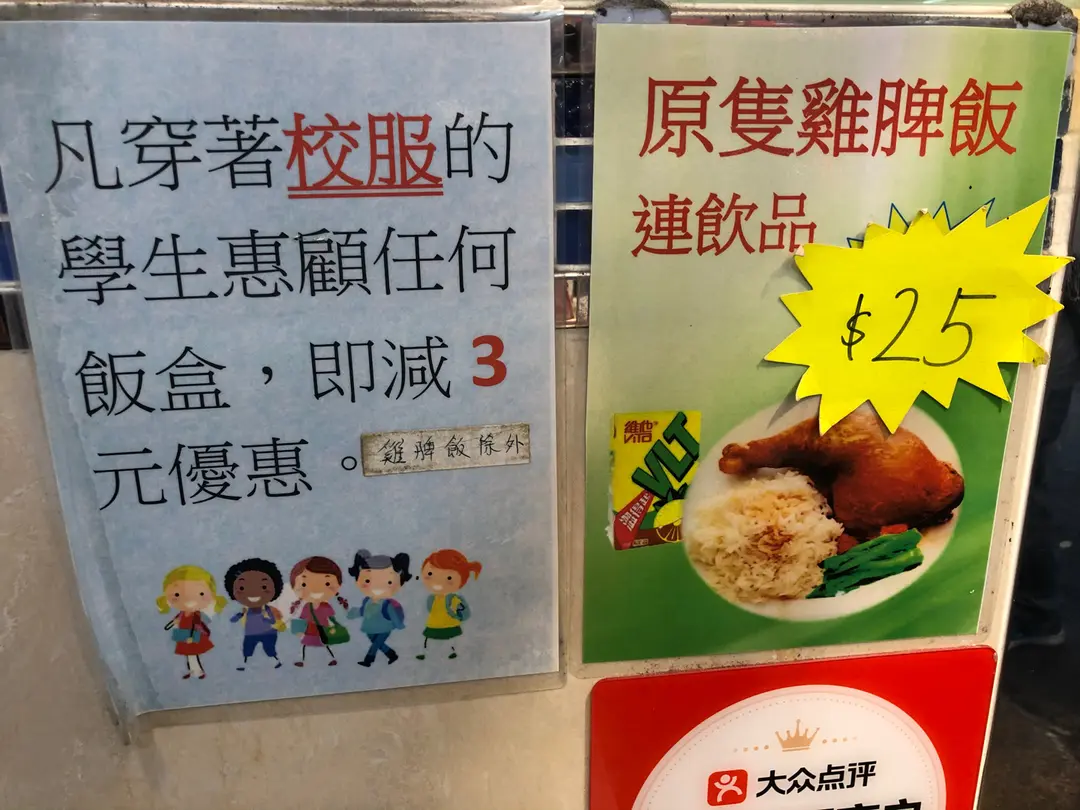 凡穿著校服的
學生惠顧任何
飯盒，即減3
元優惠。
雞脾飯除外
原隻雞脾飯
連飲品
$25
維他
VLT
大众点评